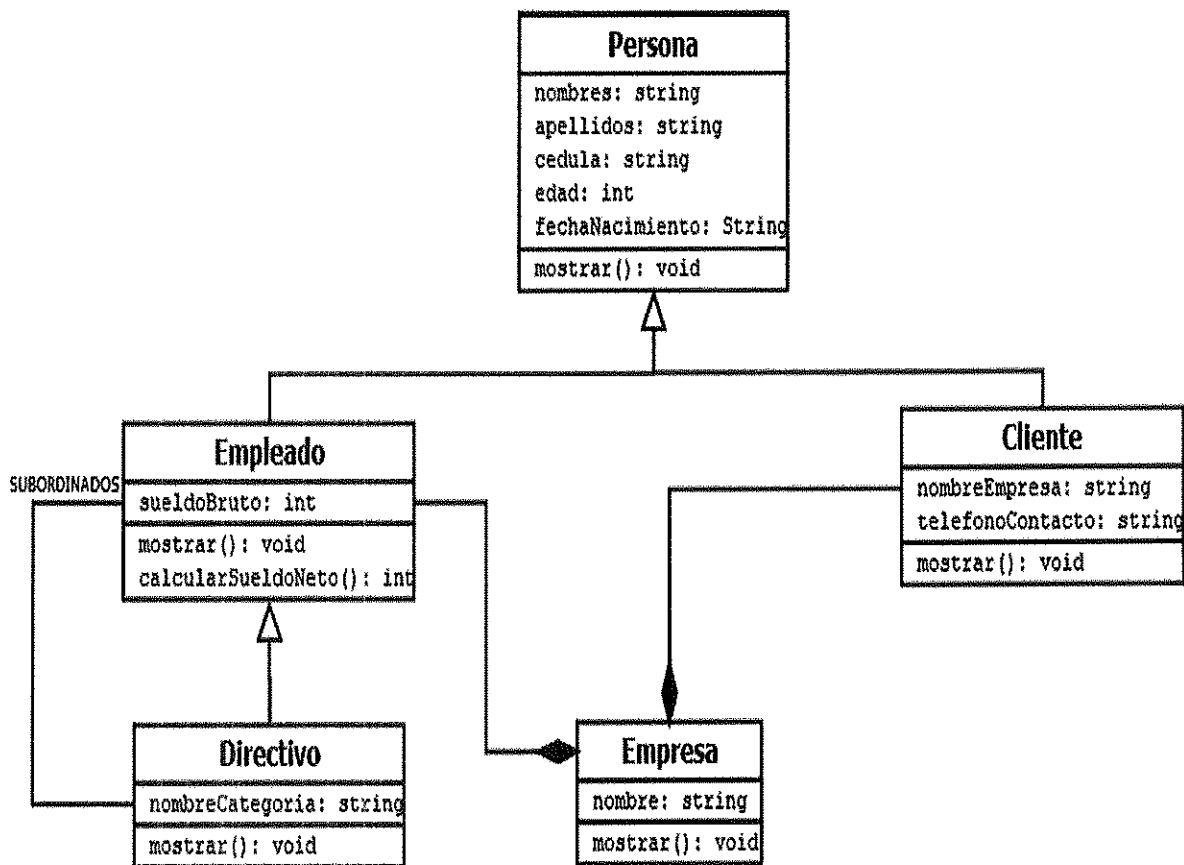 Persona
nombres: string
apellidos: string
cedula: string
edad: int
fechaNacimiento: String
mostrar(): void
Empleado
SUBORDINADOS
sueldoBruto: int
mostrar(): void
calcularSueldoNeto(): int
Cliente
nombreEmpresa: string
telefonoContacto: string
mostrar(): void
Directivo
nombreCategoria: string
mostrar(): void
Empresa
nombre: string
mostrar(): void